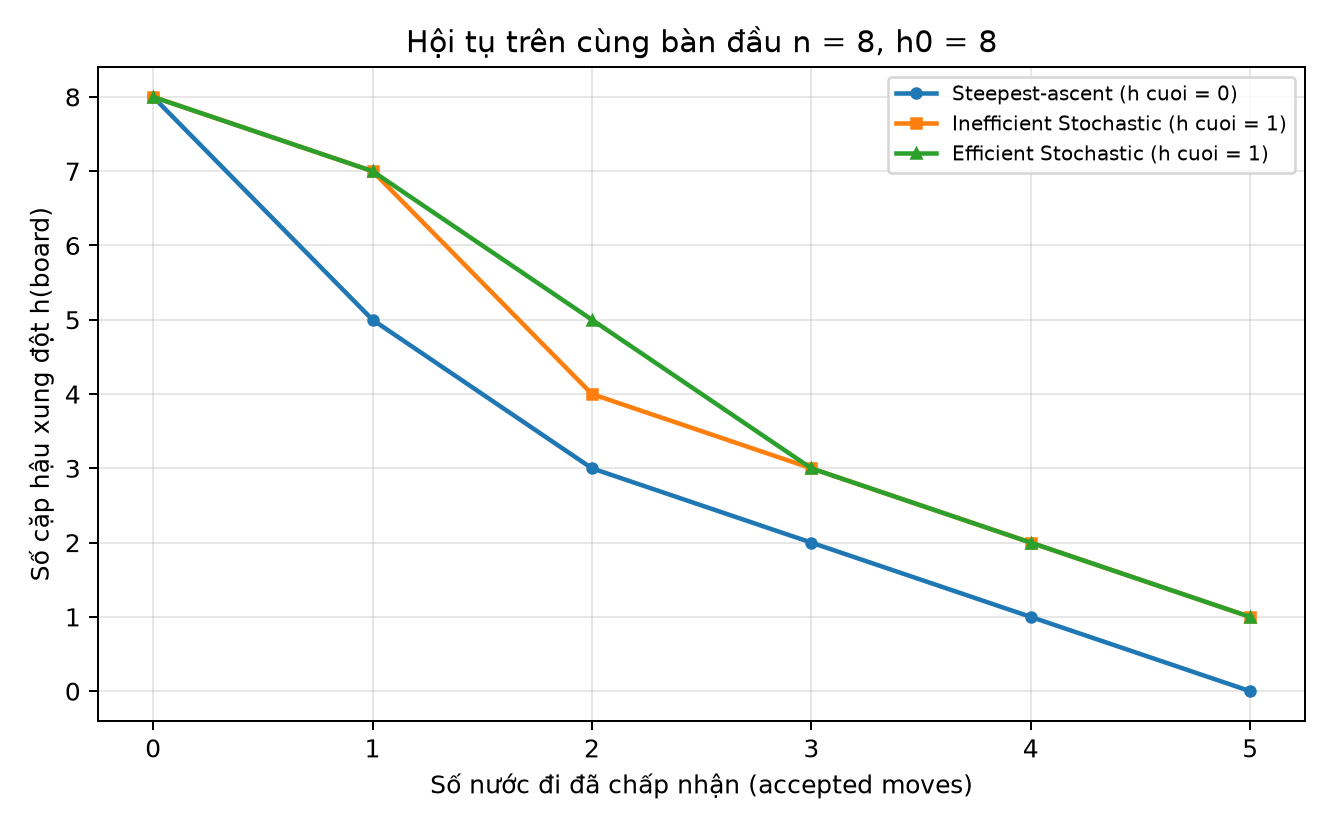 Hội tụ trên cùng bàn đầu n = 8, h0 = 8
Steepest-ascent (h cuoi = 0)
Inefficient Stochastic (h cuoi = 1)
Efficient Stochastic (h cuoi = 1)
Số cặp hậu xung đột h(board)
8
7
6
5
4
3
2
1
0
0 1 2 3 4 5
Số nước đi đã chấp nhận (accepted moves)